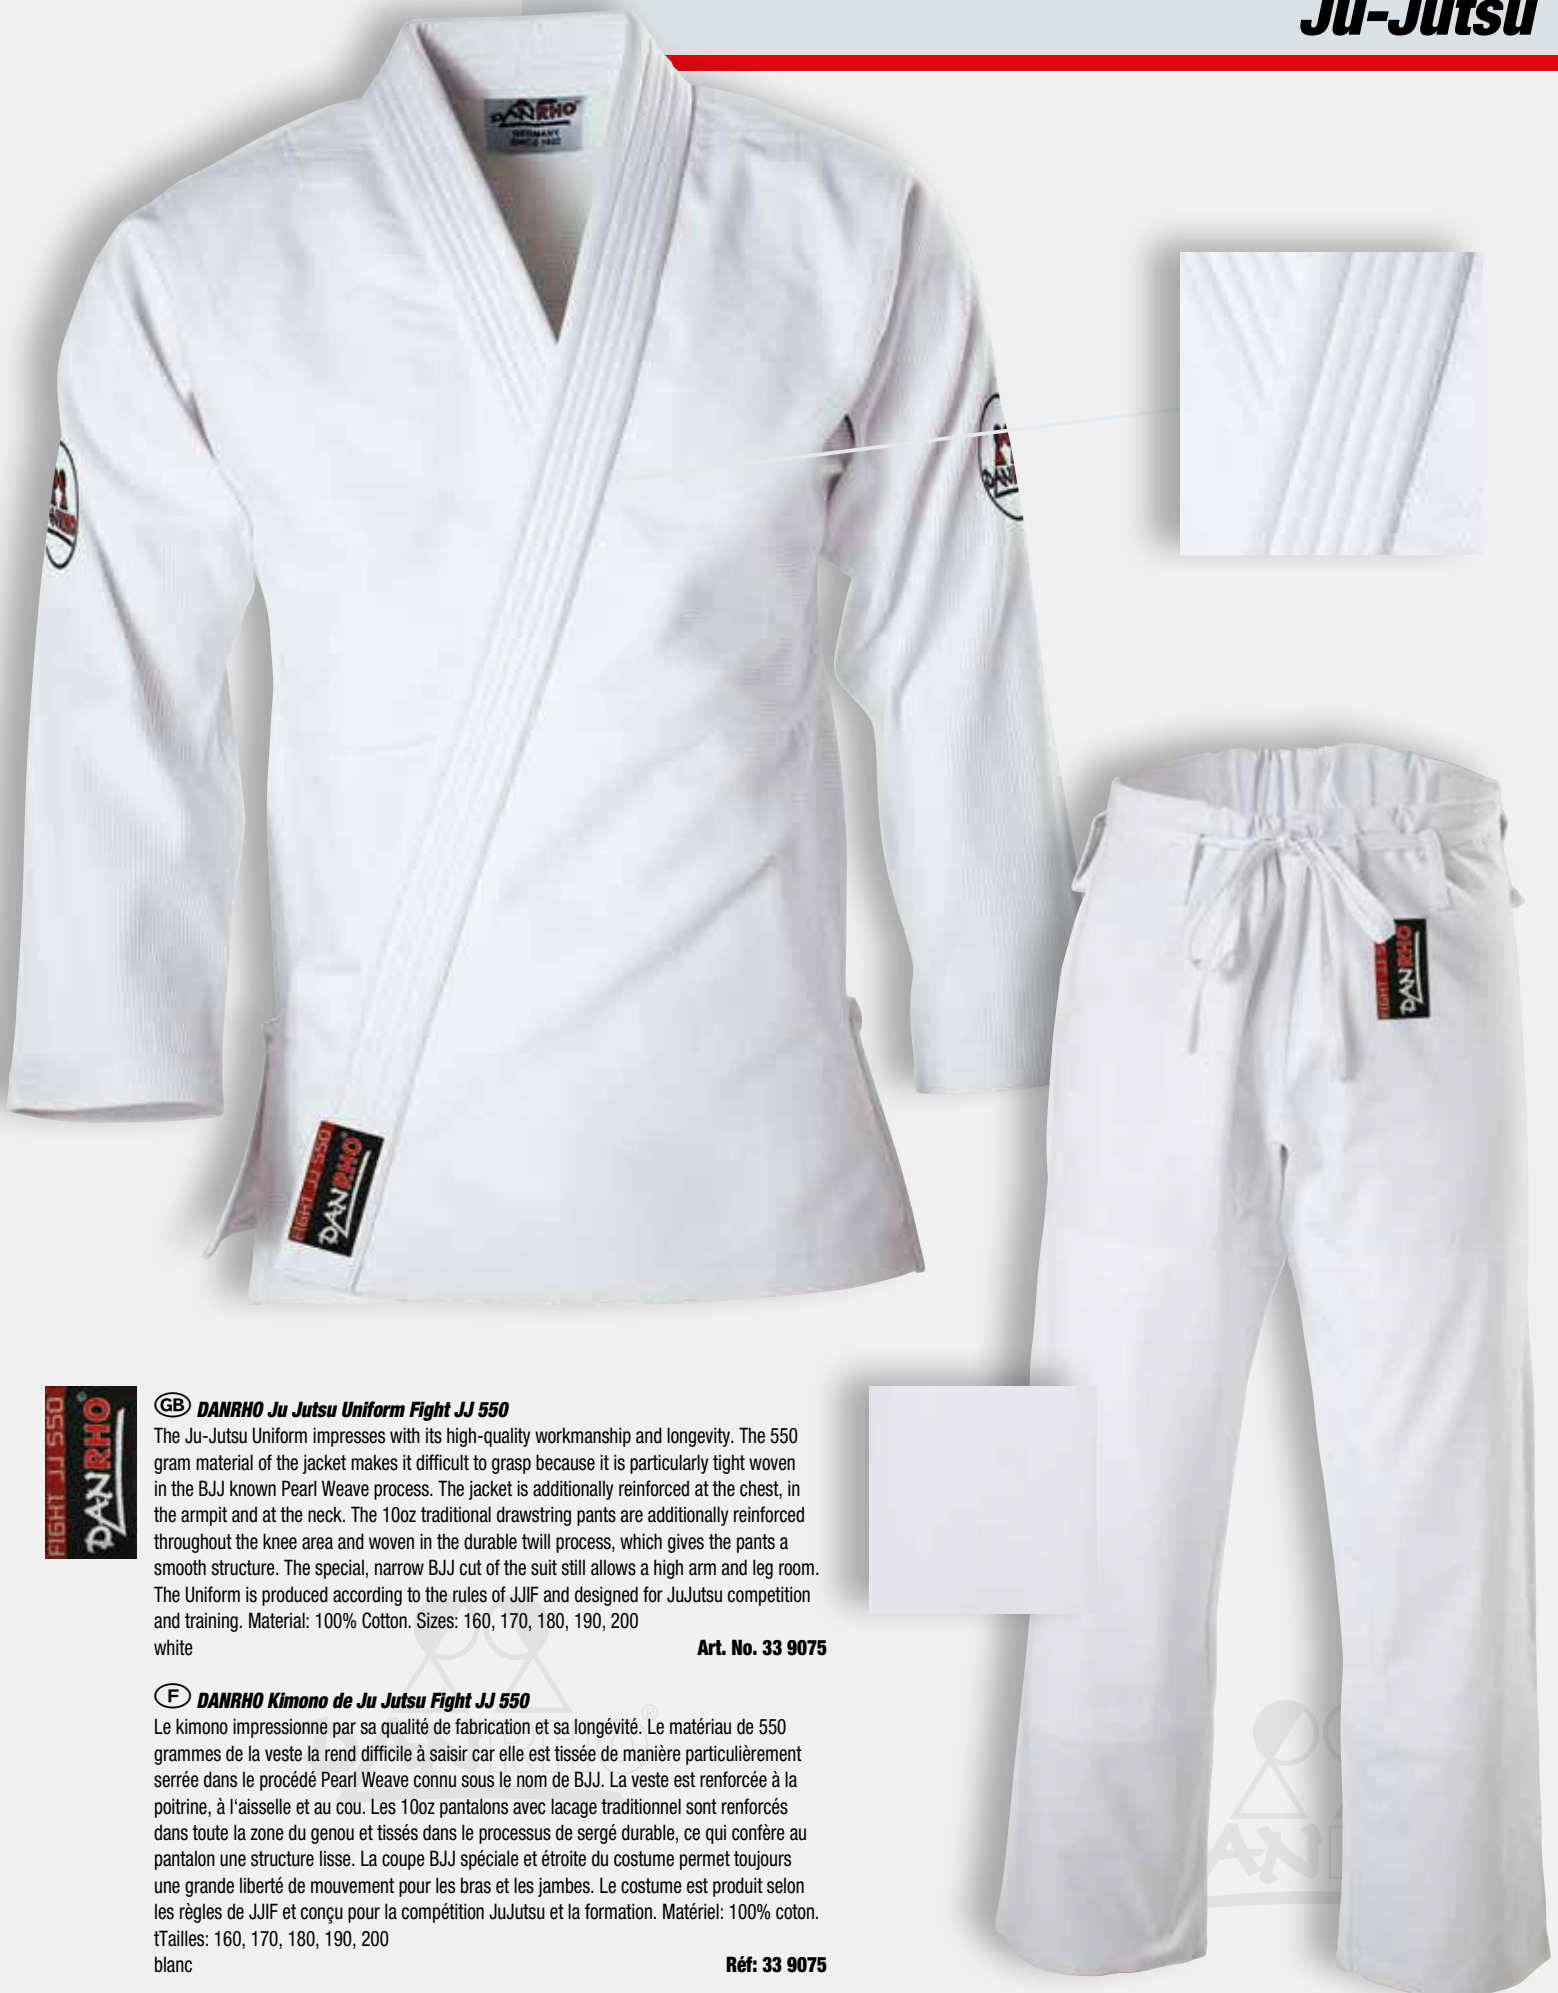 Ju-Jutsu
DANRHO
GERMANY
SINCE 1922
FIGHT JJ 550
DANRHO
FIGHT JJ 550
DANRHO®
FIGHT JJ 550
DANRHO®
GB DANRHO Ju Jutsu Uniform Fight JJ 550
The Ju-Jutsu Uniform impresses with its high-quality workmanship and longevity. The 550
gram material of the jacket makes it difficult to grasp because it is particularly tight woven
in the BJJ known Pearl Weave process. The jacket is additionally reinforced at the chest, in
the armpit and at the neck. The 10oz traditional drawstring pants are additionally reinforced
throughout the knee area and woven in the durable twill process, which gives the pants a
smooth structure. The special, narrow BJJ cut of the suit still allows a high arm and leg room.
The Uniform is produced according to the rules of JJIF and designed for JuJutsu competition
and training. Material: 100% Cotton. Sizes: 160, 170, 180, 190, 200
white Art. No. 33 9075
F DANRHO Kimono de Ju Jutsu Fight JJ 550
Le kimono impressionne par sa qualité de fabrication et sa longévité. Le matériau de 550
grammes de la veste la rend difficile à saisir car elle est tissée de manière particulièrement
serrée dans le procédé Pearl Weave connu sous le nom de BJJ. La veste est renforcée à la
poitrine, à l‘aisselle et au cou. Les 10oz pantalons avec lacage traditionnel sont renforcés
dans toute la zone du genou et tissés dans le processus de sergé durable, ce qui confère au
pantalon une structure lisse. La coupe BJJ spéciale et étroite du costume permet toujours
une grande liberté de mouvement pour les bras et les jambes. Le costume est produit selon
les règles de JJIF et conçu pour la compétition JuJutsu et la formation. Matériel: 100% coton.
tTailles: 160, 170, 180, 190, 200
blanc Réf: 33 9075